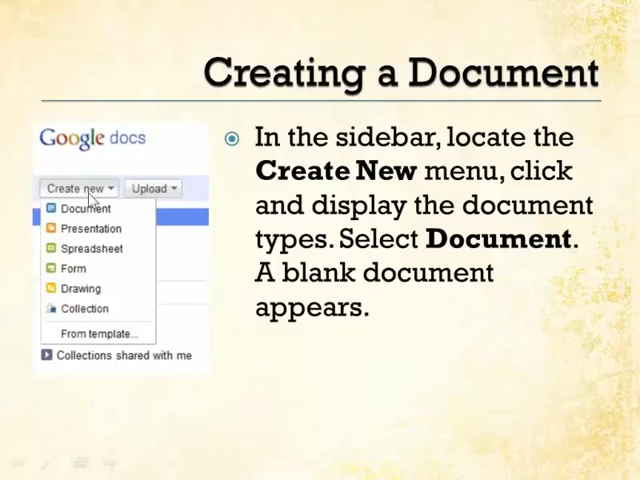 Creating a Document
Google docs
Create new
Upload
Document
Presentation
Spreadsheet
Form
Drawing
Collection
From template...
Collections shared with me
In the sidebar, locate the
Create New menu, click
and display the document
types. Select Document.
A blank document
appears.